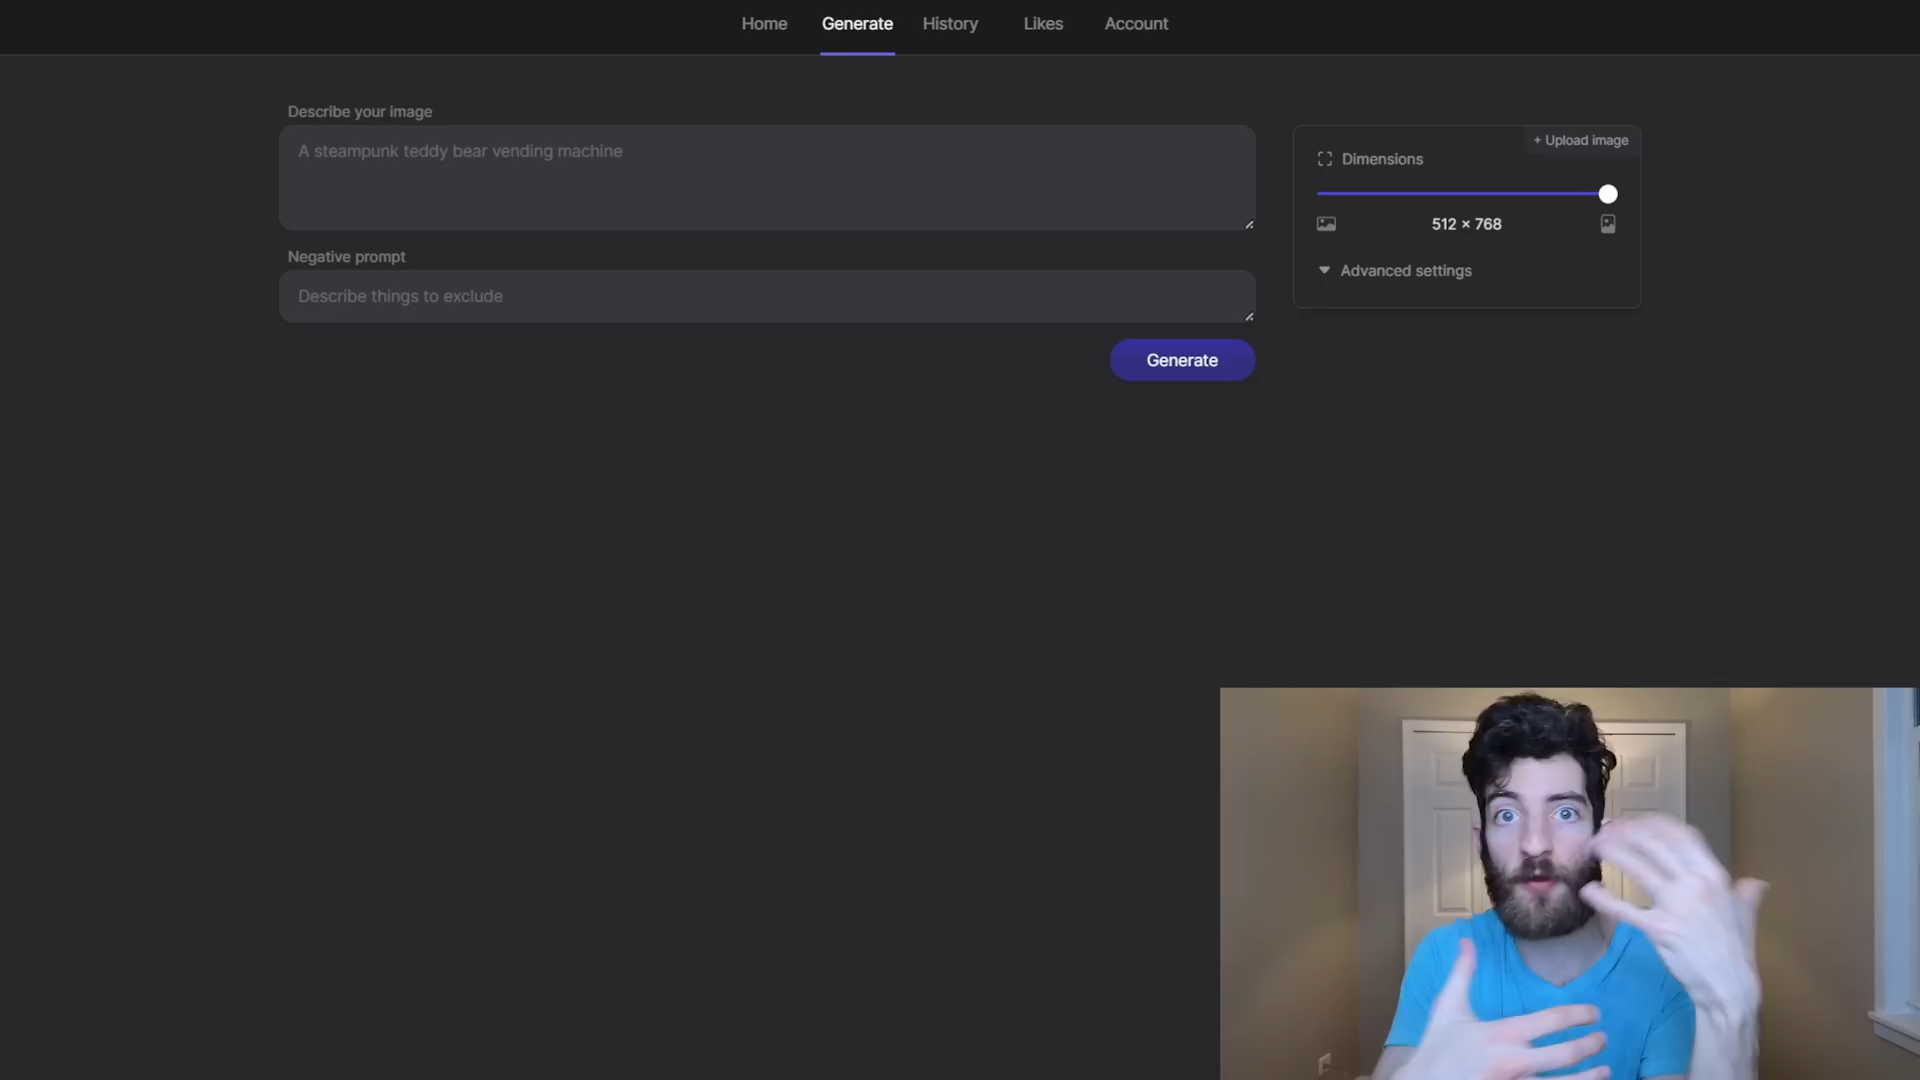 Home Generate History Likes Account
Describe your image
A steampunk teddy bear vending machine
+ Upload image
Dimensions
512 × 768
Advanced settings
Negative prompt
Describe things to exclude
Generate